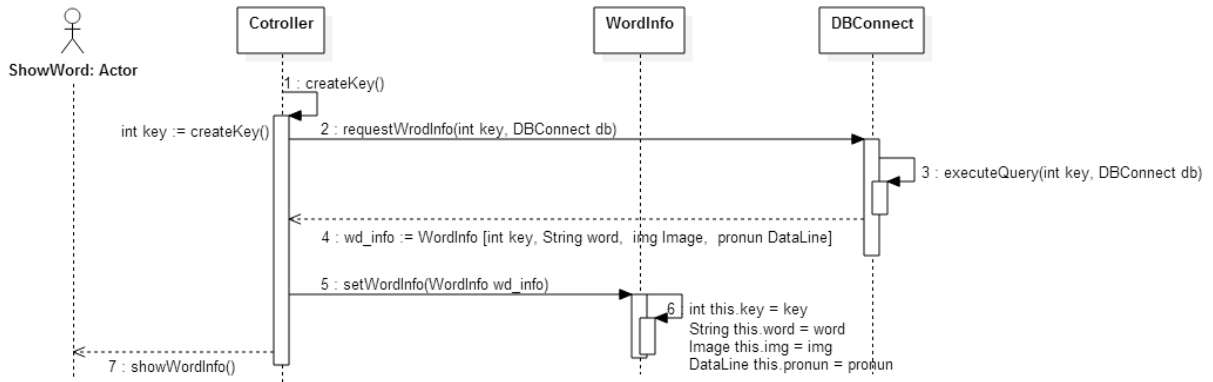 Cotroller
WordInfo
DBConnect
ShowWord: Actor
1 : createKey()
int key := createKey()
2 : requestWrodInfo(int key, DBConnect db)
3 : executeQuery(int key, DBConnect db)
4 : wd_info := WordInfo [int key, String word,  img Image,  pronun DataLine]
5 : setWordInfo(WordInfo wd_info)
6 : int this.key = key
String this.word = word
Image this.img = img
DataLine this.pronun = pronun
7 : showWordInfo()